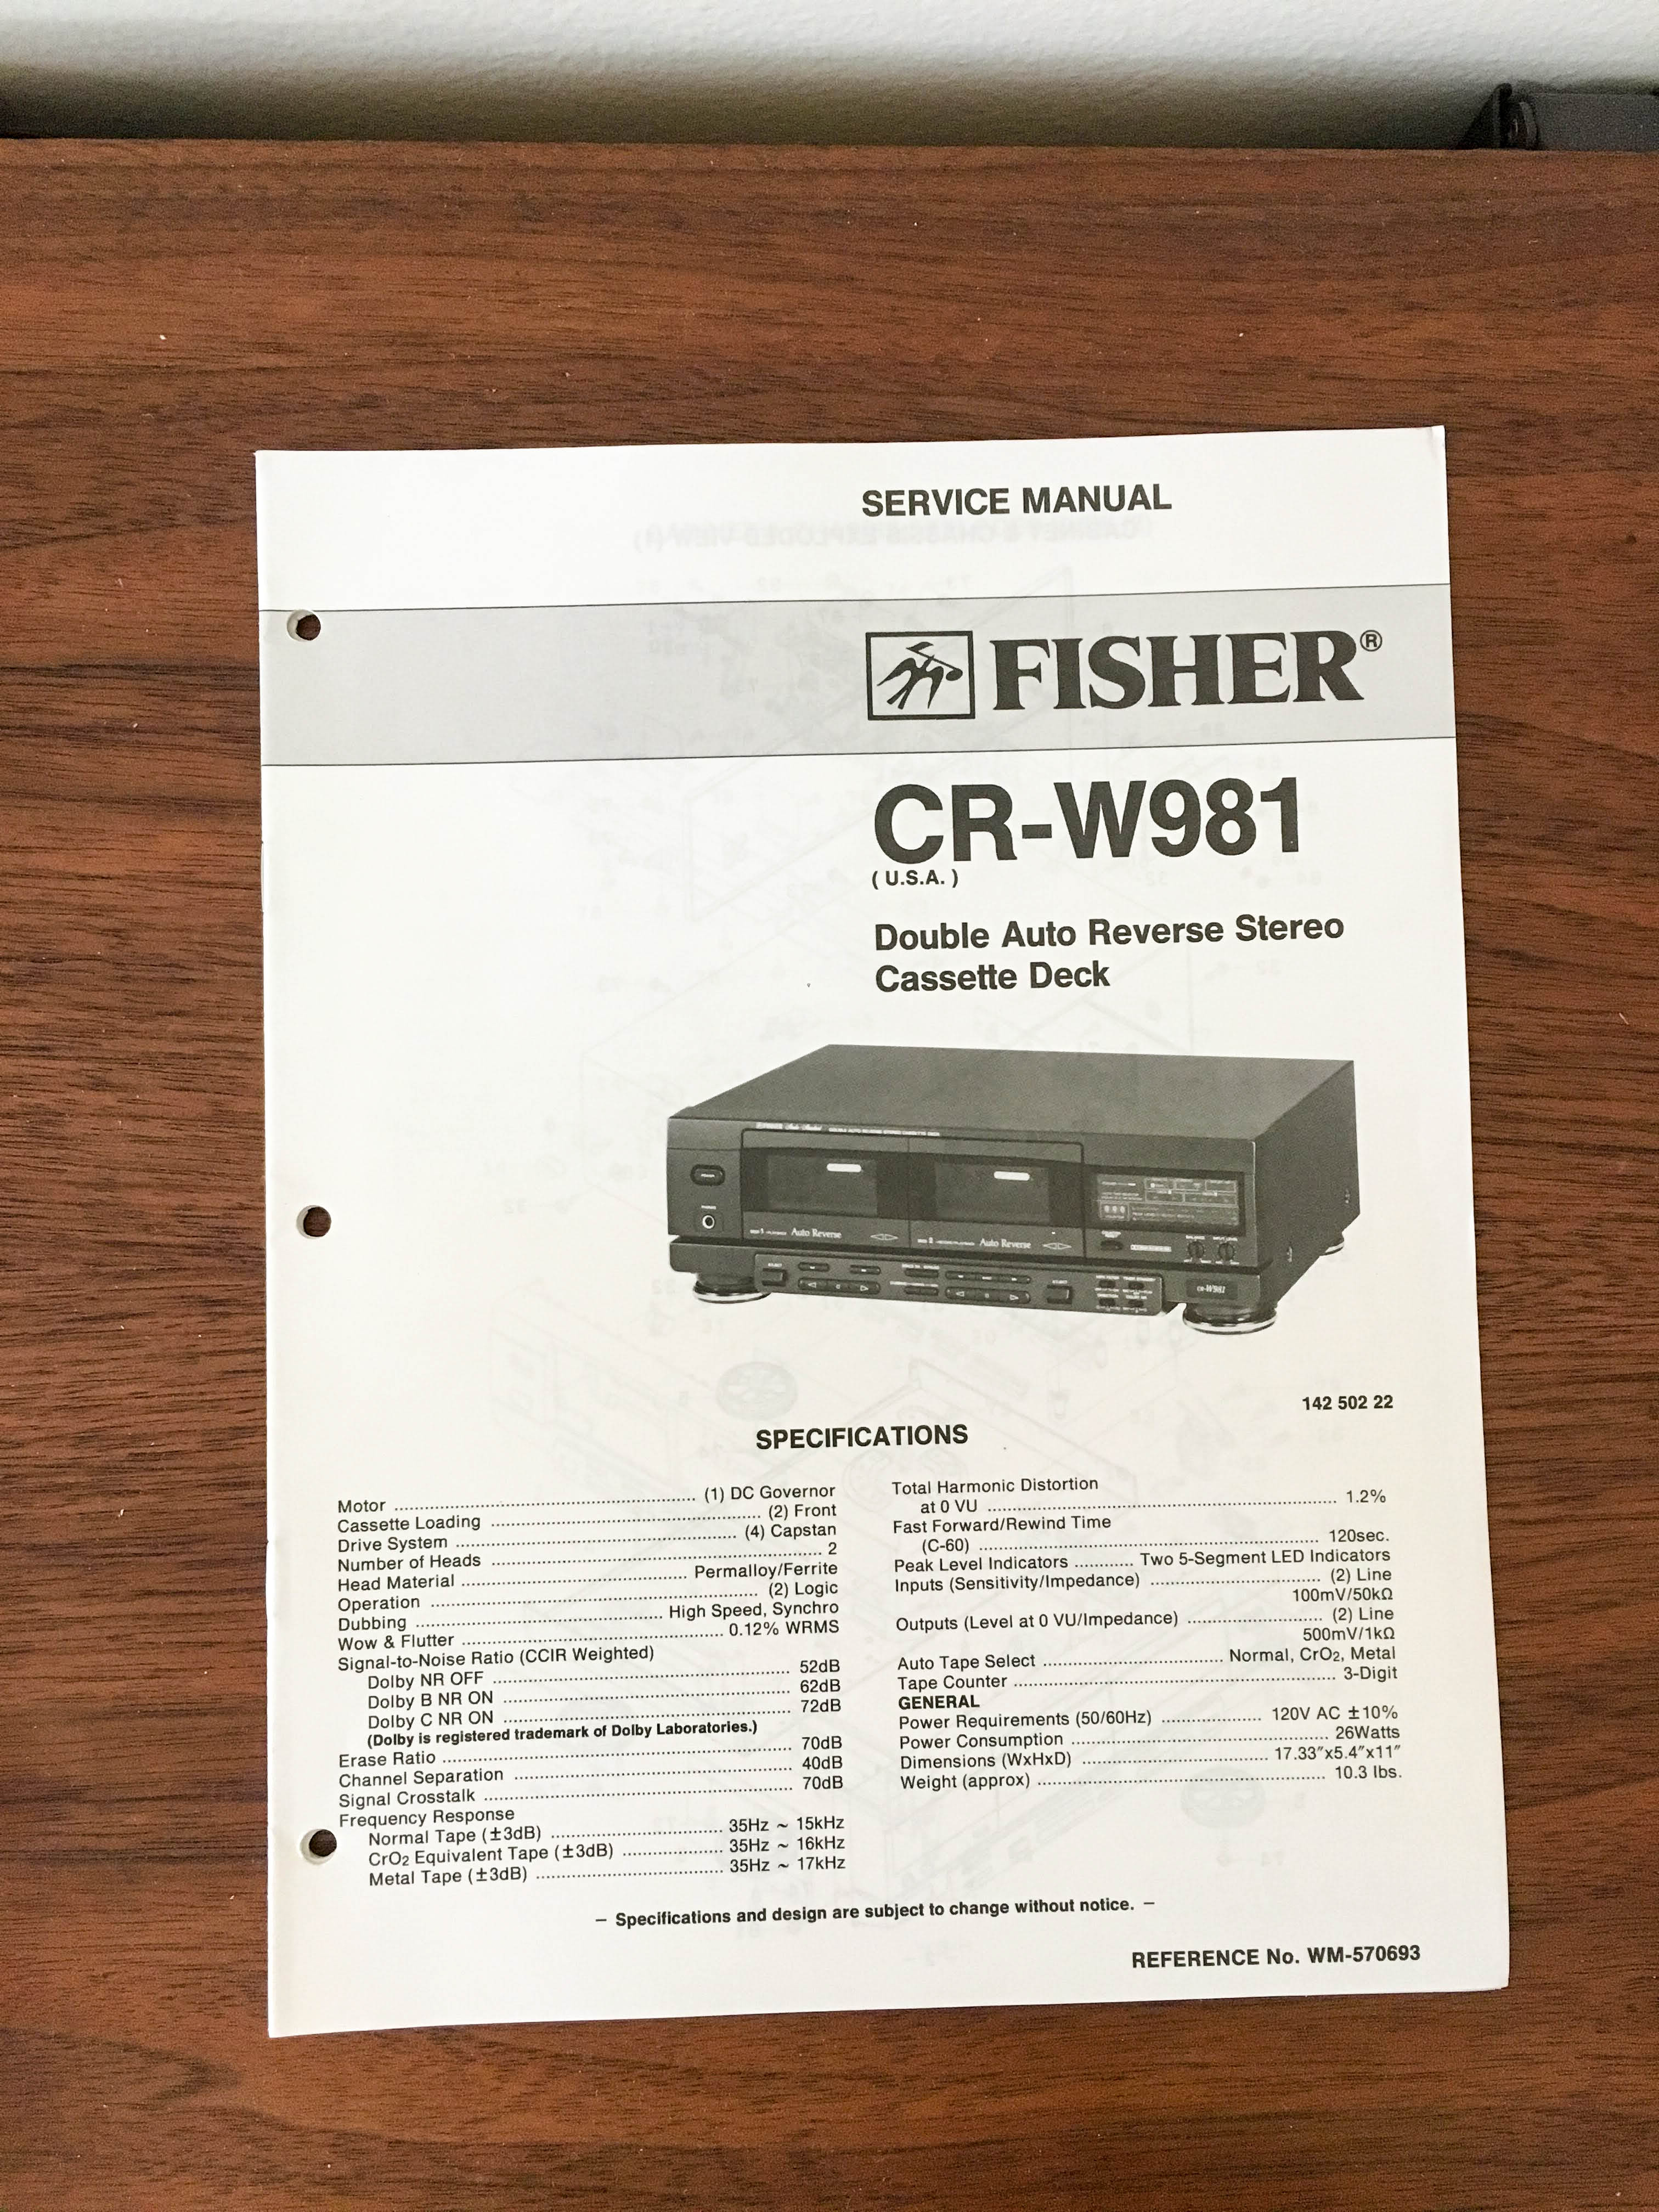 SERVICE MANUAL
FISHER®
CR-W981
( U.S.A. )
Double Auto Reverse Stereo
Cassette Deck
Auto Reverse
Auto Reverse
CR-W981
142 502 22
SPECIFICATIONS
Motor ........ (1) DC Governor
Cassette Loading ........ (2) Front
Drive System ........ (4) Capstan
Number of Heads ........ 2
Head Material ........ Permalloy/Ferrite
Operation ........ (2) Logic
Dubbing ........ High Speed, Synchro
Wow & Flutter ........ 0.12% WRMS
Signal-to-Noise Ratio (CCIR Weighted)
Dolby NR OFF ........ 52dB
Dolby B NR ON ........ 62dB
Dolby C NR ON ........ 72dB
(Dolby is registered trademark of Dolby Laboratories.)
Erase Ratio ........ 70dB
Channel Separation ........ 40dB
Signal Crosstalk ........ 70dB
Frequency Response
Normal Tape (±3dB) ........ 35Hz ~ 15kHz
CrO2 Equivalent Tape (±3dB) ........ 35Hz ~ 16kHz
Metal Tape (±3dB) ........ 35Hz ~ 17kHz
Total Harmonic Distortion
at 0 VU ........ 1.2%
Fast Forward/Rewind Time
(C-60) ........ 120sec.
Peak Level Indicators ........ Two 5-Segment LED Indicators
Inputs (Sensitivity/Impedance) ........ (2) Line
100mV/50kΩ
Outputs (Level at 0 VU/Impedance) ........ (2) Line
500mV/1kΩ
Auto Tape Select ........ Normal, CrO2, Metal
Tape Counter ........ 3-Digit
GENERAL
Power Requirements (50/60Hz) ........ 120V AC ±10%
Power Consumption ........ 26Watts
Dimensions (WxHxD) ........ 17.33″x5.4″x11″
Weight (approx) ........ 10.3 lbs.
– Specifications and design are subject to change without notice. –
REFERENCE No. WM-570693